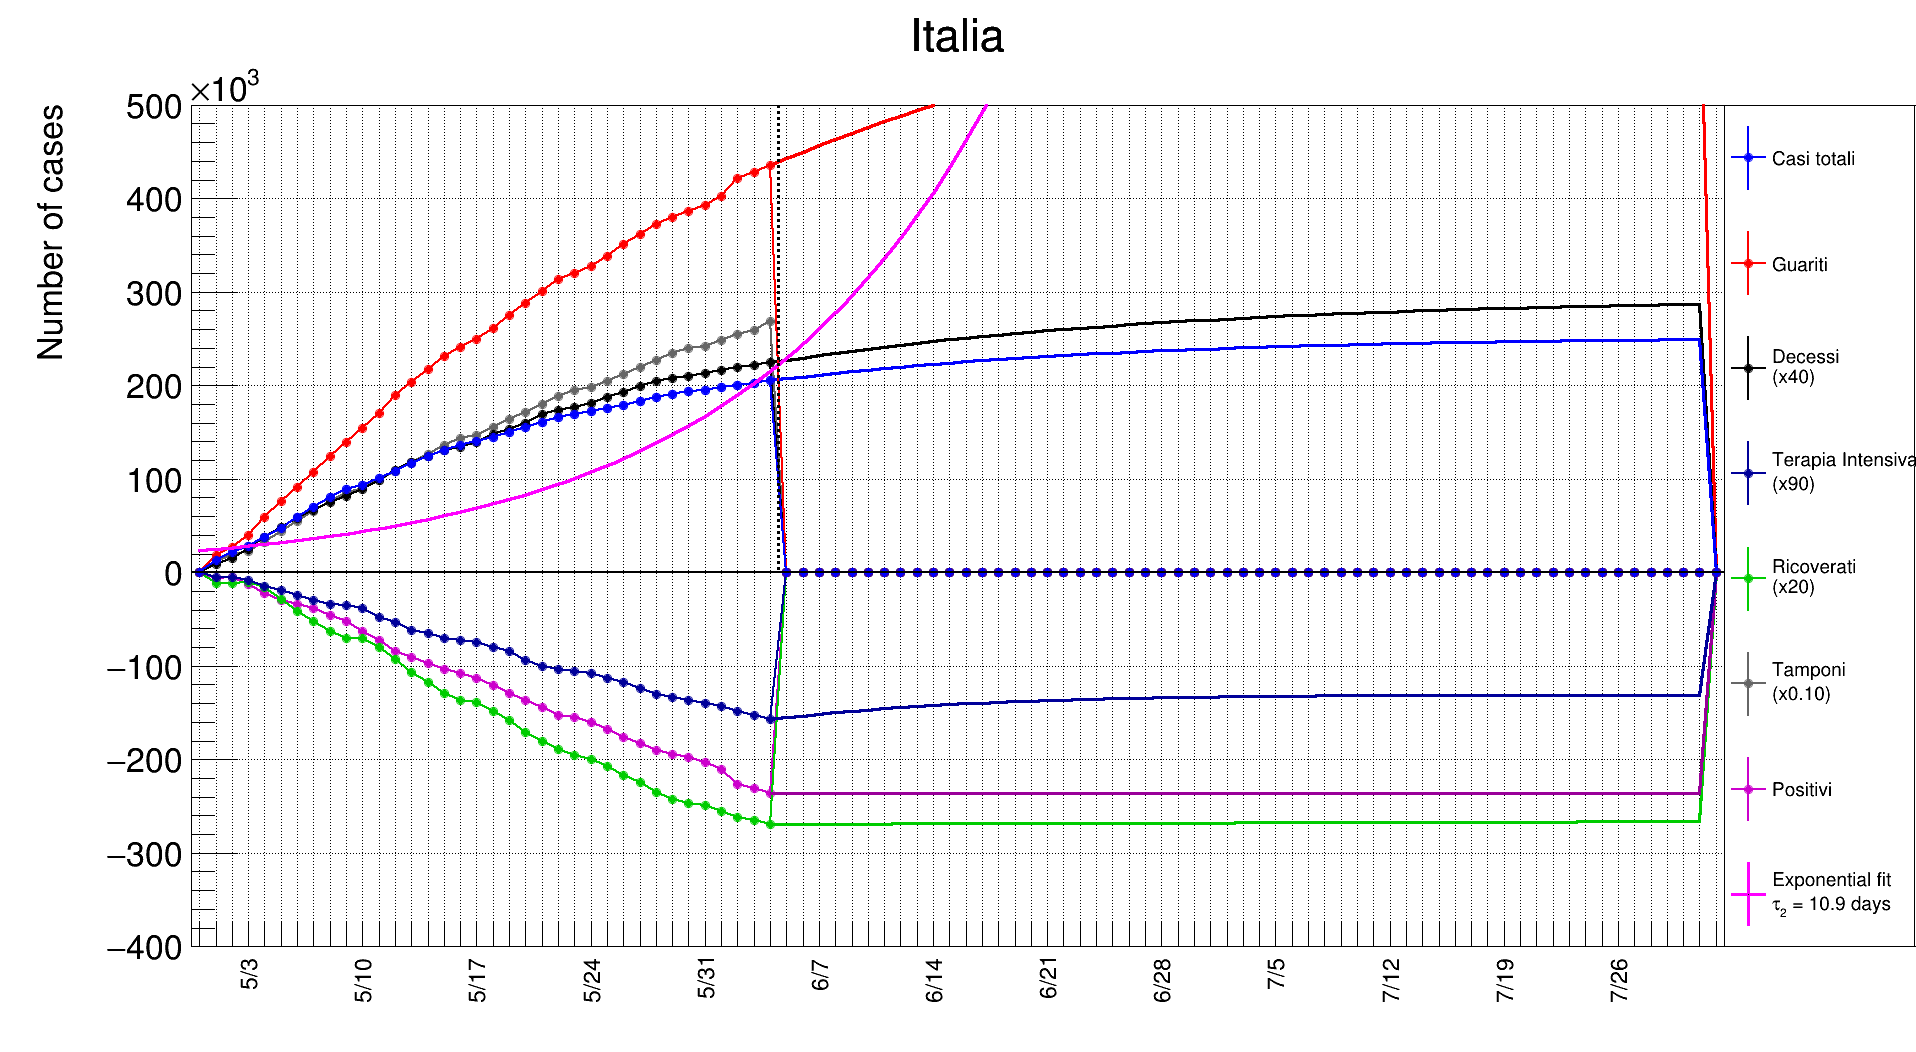 Italia
×10³
Number of cases
500
400
300
200
100
0
−100
−200
−300
−400
5/3
5/10
5/17
5/24
5/31
6/7
6/14
6/21
6/28
7/5
7/12
7/19
7/26
Casi totali
Guariti
Decessi
(x40)
Terapia Intensiva
(x90)
Ricoverati
(x20)
Tamponi
(x0.10)
Positivi
Exponential fit
τ₂ = 10.9 days